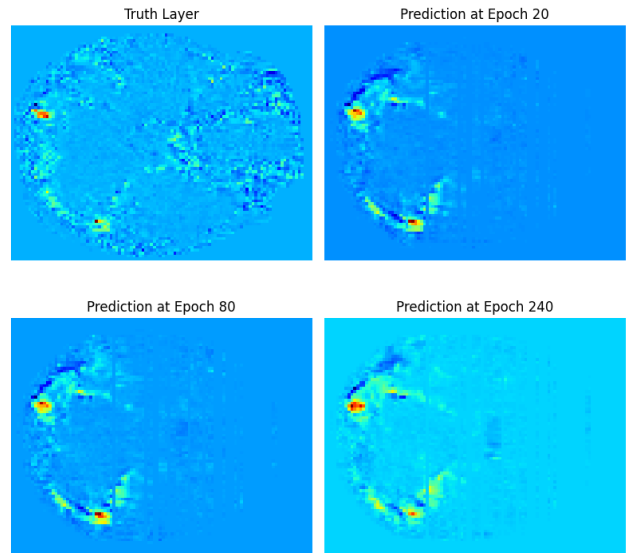 Truth Layer
Prediction at Epoch 20
Prediction at Epoch 80
Prediction at Epoch 240